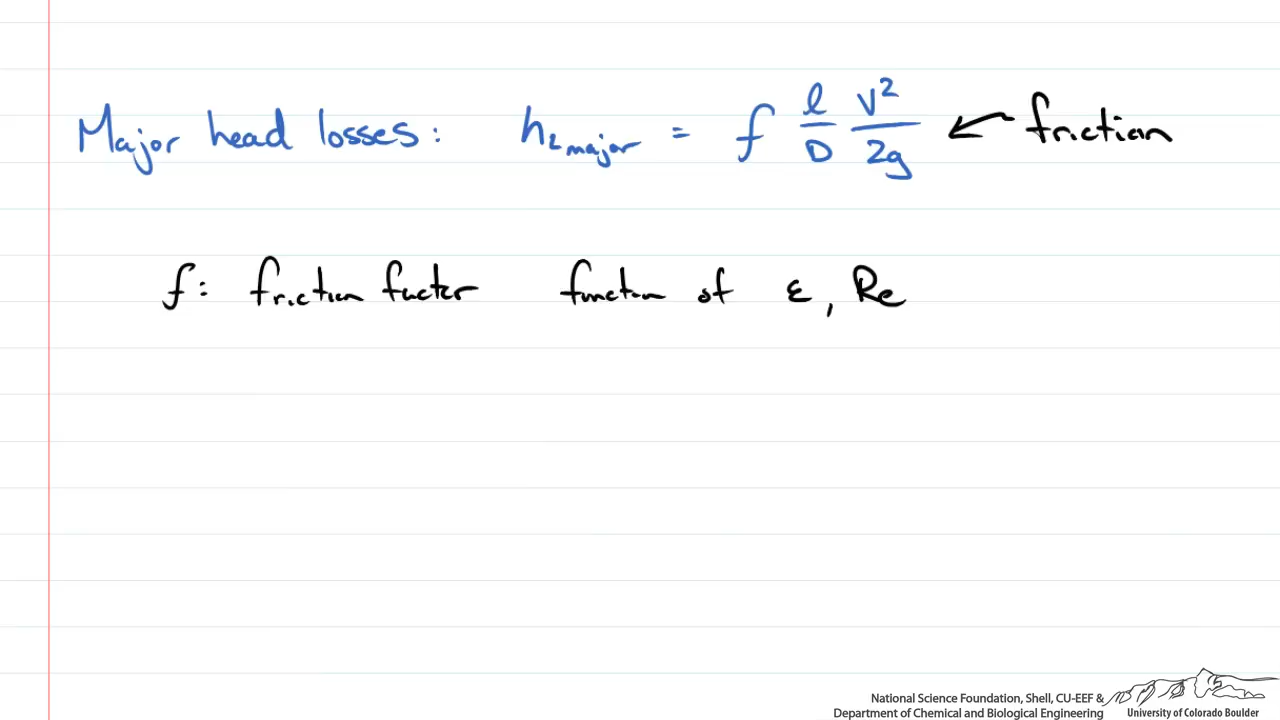 Major head losses: h_L major = f l/D V²/2g ← friction
f: friction factor function of ε, Re
National Science Foundation, Shell, CU-EEF &
Department of Chemical and Biological Engineering
University of Colorado Boulder